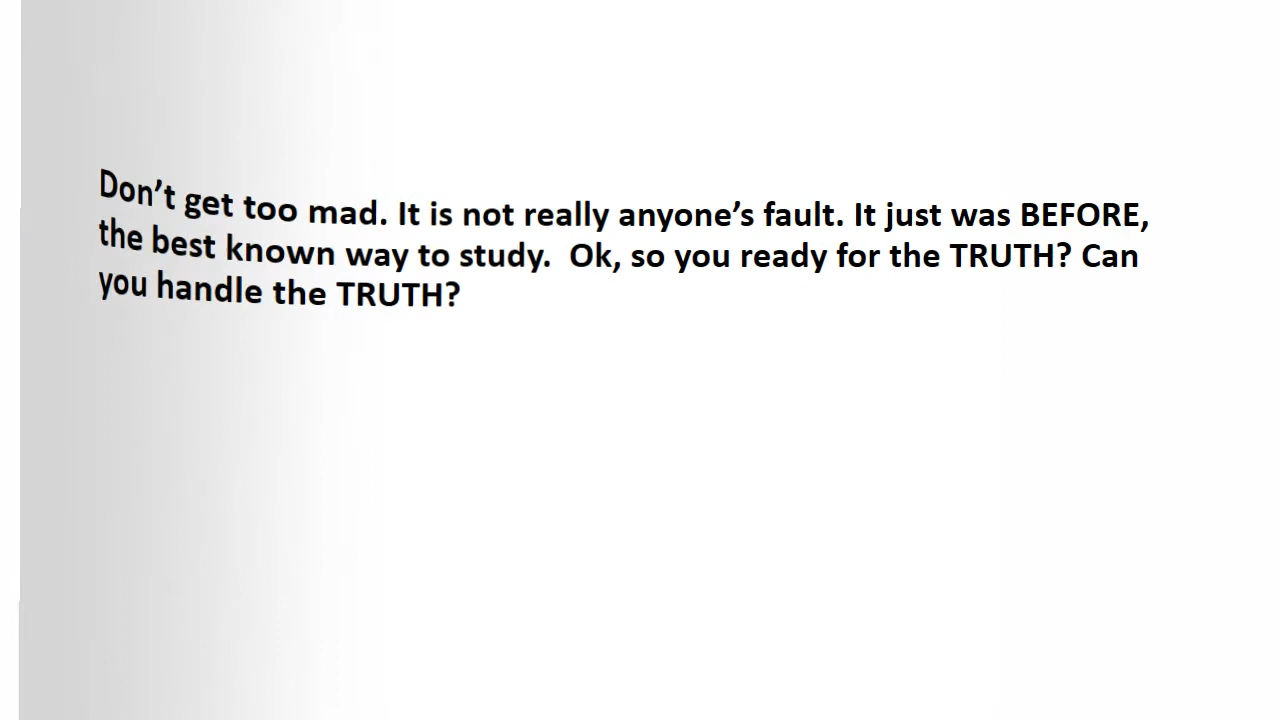 Don’t get too mad. It is not really anyone’s fault. It just was BEFORE,
the best known way to study.  Ok, so you ready for the TRUTH? Can
you handle the TRUTH?